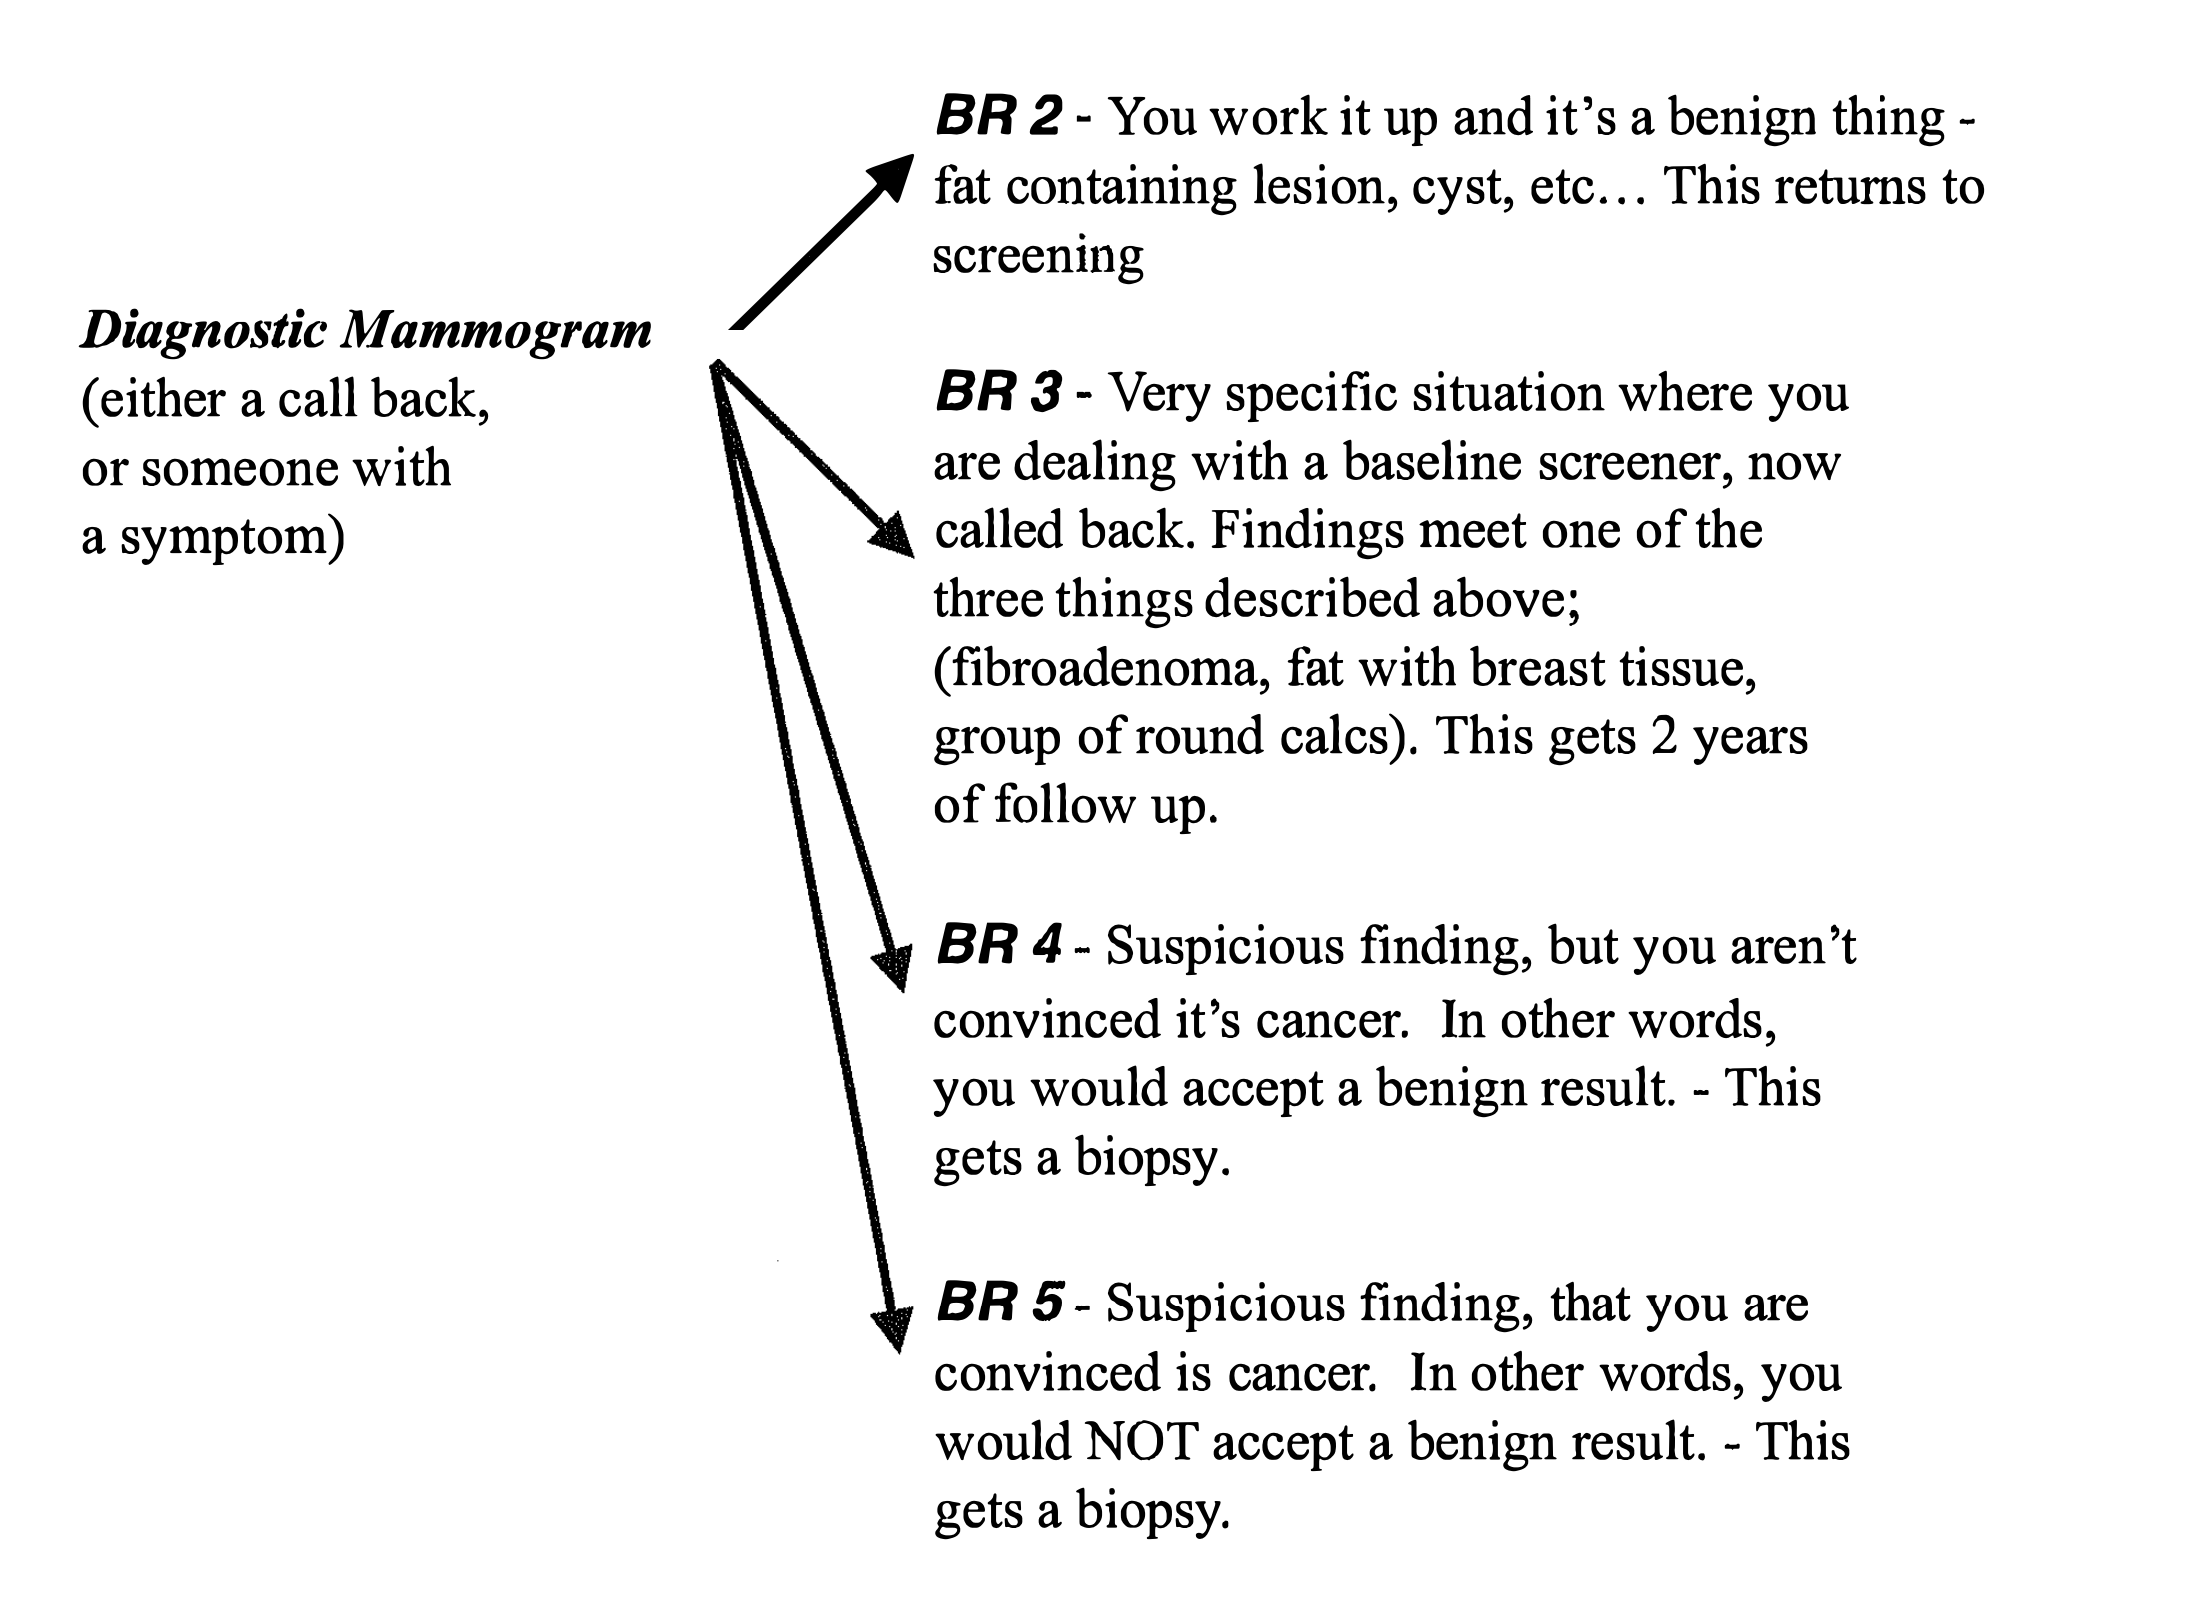 Diagnostic Mammogram
(either a call back,
or someone with
a symptom)
BR 2 - You work it up and it’s a benign thing -
fat containing lesion, cyst, etc… This returns to
screening
BR 3 - Very specific situation where you
are dealing with a baseline screener, now
called back. Findings meet one of the
three things described above;
(fibroadenoma, fat with breast tissue,
group of round calcs). This gets 2 years
of follow up.
BR 4 - Suspicious finding, but you aren’t
convinced it’s cancer.  In other words,
you would accept a benign result. - This
gets a biopsy.
BR 5 - Suspicious finding, that you are
convinced is cancer.  In other words, you
would NOT accept a benign result. - This
gets a biopsy.